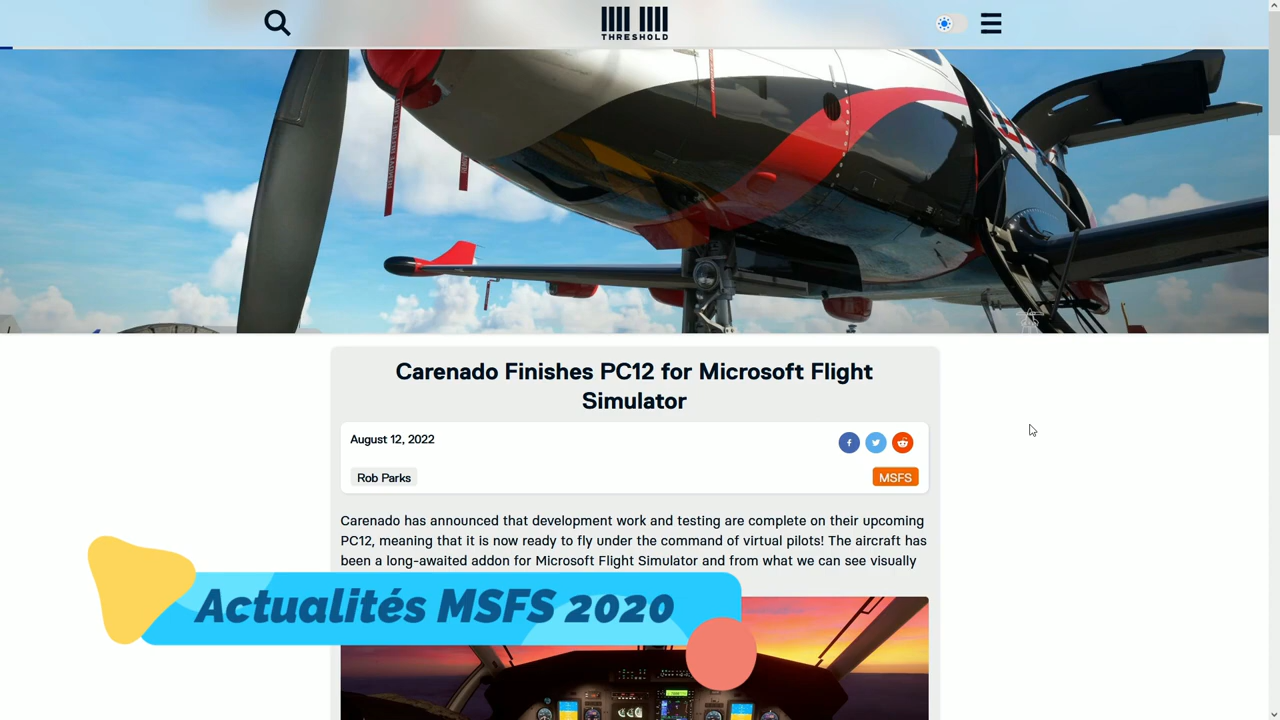 THRESHOLD
Carenado Finishes PC12 for Microsoft Flight
Simulator
August 12, 2022
Rob Parks
MSFS
Carenado has announced that development work and testing are complete on their upcoming
PC12, meaning that it is now ready to fly under the command of virtual pilots! The aircraft has
been a long-awaited addon for Microsoft Flight Simulator and from what we can see visually
Actualités MSFS 2020